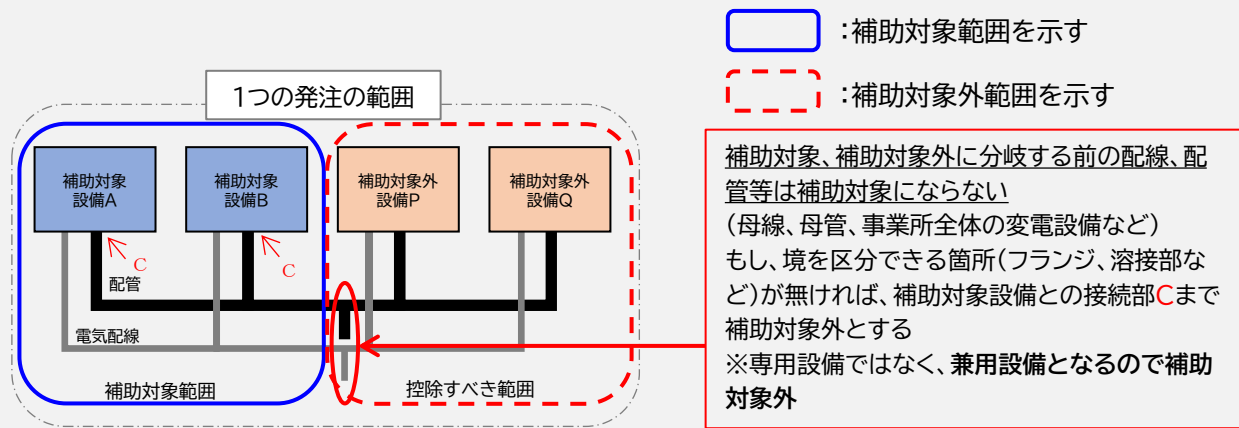 :補助対象範囲を示す
:補助対象外範囲を示す
1つの発注の範囲
補助対象
設備A
補助対象
設備B
補助対象外
設備P
補助対象外
設備Q
C
C
配管
電気配線
補助対象範囲
控除すべき範囲
補助対象、補助対象外に分岐する前の配線、配
管等は補助対象にならない
(母線、母管、事業所全体の変電設備など)
もし、境を区分できる箇所(フランジ、溶接部な
ど)が無ければ、補助対象設備との接続部Cまで
補助対象外とする
※専用設備ではなく、兼用設備となるので補助
対象外